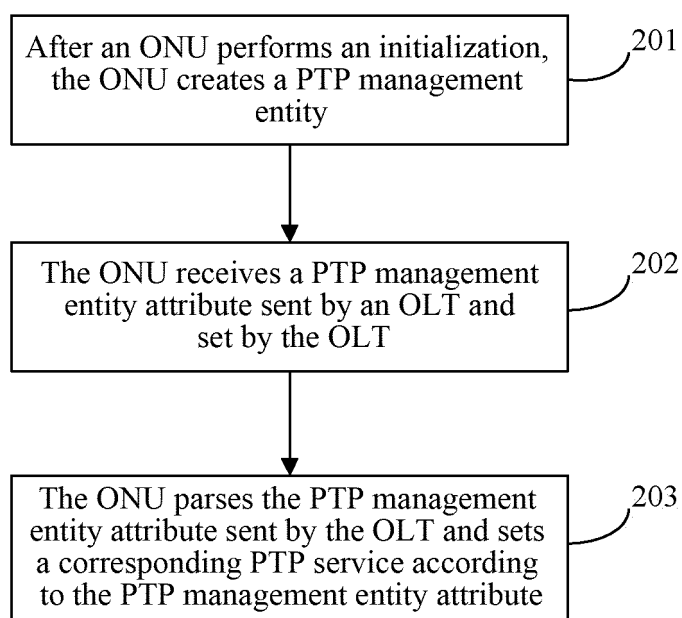 After an ONU performs an initialization,
the ONU creates a PTP management
entity
201
The ONU receives a PTP management
entity attribute sent by an OLT and
set by the OLT
202
The ONU parses the PTP management
entity attribute sent by the OLT and sets
a corresponding PTP service according
to the PTP management entity attribute
203